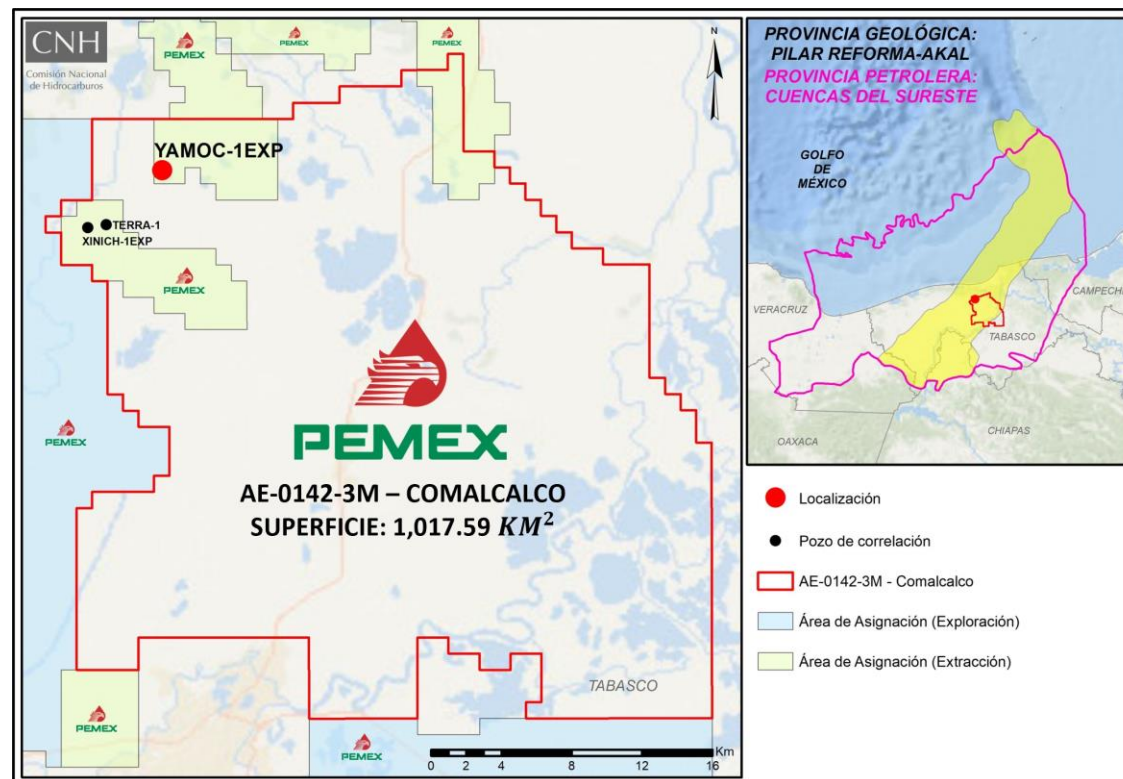 CNH
Comisión Nacional
de Hidrocarburos
PEMEX
PEMEX
PEMEX
N
YAMOC-1EXP
TERRA-1
XINICH-1EXP
PEMEX
PEMEX
PEMEX
AE-0142-3M – COMALCALCO
SUPERFICIE: 1,017.59 KM²
TABASCO
PEMEX
PEMEX
PEMEX
Km
0 2 4 8 12 16
PROVINCIA GEOLÓGICA:
PILAR REFORMA-AKAL
PROVINCIA PETROLERA:
CUENCAS DEL SURESTE
GOLFO
DE
MÉXICO
VERACRUZ
CAMPECHE
TABASCO
OAXACA
CHIAPAS
Localización
Pozo de correlación
AE-0142-3M - Comalcalco
Área de Asignación (Exploración)
Área de Asignación (Extracción)